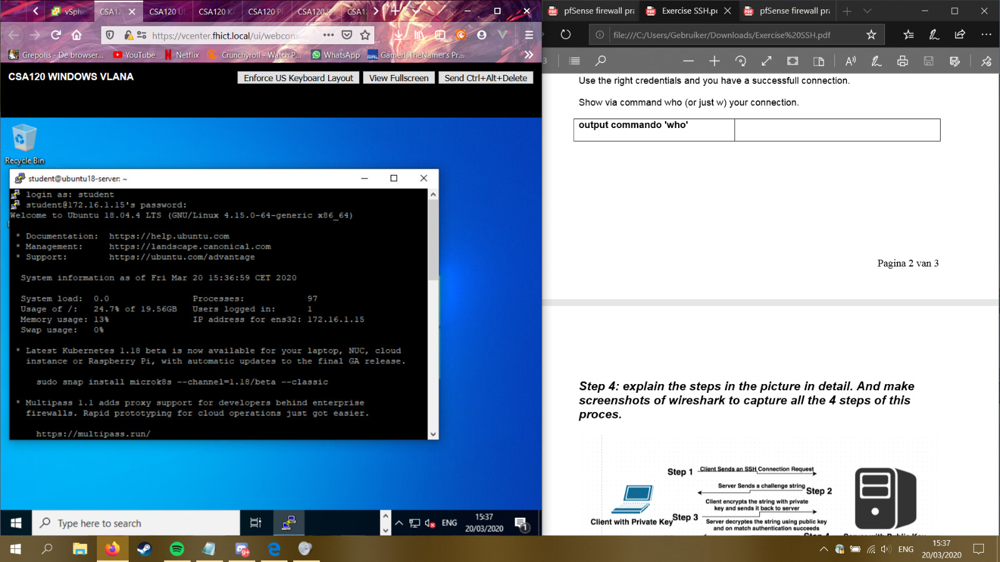 vSphe
CSA12
CSA120 U
CSA120 K
CSA120 PF
CSA120
CSA1
https://vcenter.fhict.local/ui/webcons
Grepolis - De browser...
YouTube
Netflix
Crunchyroll - Watch P...
WhatsApp
GamerIsTheNamer's Pr...
CSA120 WINDOWS VLANA
Enforce US Keyboard Layout
View Fullscreen
Send Ctrl+Alt+Delete
Recycle Bin
student@ubuntu18-server: ~
login as: student
student@172.16.1.15's password:
Welcome to Ubuntu 18.04.4 LTS (GNU/Linux 4.15.0-64-generic x86_64)
* Documentation:  https://help.ubuntu.com
* Management:     https://landscape.canonical.com
* Support:        https://ubuntu.com/advantage
System information as of Fri Mar 20 15:36:59 CET 2020
System load:  0.0                Processes:            97
Usage of /:   24.7% of 19.56GB   Users logged in:      1
Memory usage: 13%                IP address for ens32: 172.16.1.15
Swap usage:   0%
* Latest Kubernetes 1.18 beta is now available for your laptop, NUC, cloud
instance or Raspberry Pi, with automatic updates to the final GA release.
sudo snap install microk8s --channel=1.18/beta --classic
* Multipass 1.1 adds proxy support for developers behind enterprise
firewalls. Rapid prototyping for cloud operations just got easier.
https://multipass.run/
Type here to search
ENG
15:37
20/03/2020
1
pfSense firewall pra
Exercise SSH.pd
pfSense firewall pra
file:///C:/Users/Gebruiker/Downloads/Exercise%20SSH.pdf
3
Use the right credentials and you have a successfull connection.
Show via command who (or just w) your connection.
output commando 'who'
Pagina 2 van 3
Step 4: explain the steps in the picture in detail. And make
screenshots of wireshark to capture all the 4 steps of this
proces.
Step 1
Client Sends an SSH Connection Request
Server Sends a challenge string
Step 2
Client encrypts the string with private
key and sends it back to server
Step 3
Client with Private Key
Server decryptes the string using public key
and on match authentication succeeds
Step 4
Server with Public Key
9+
ENG
15:37
20/03/2020